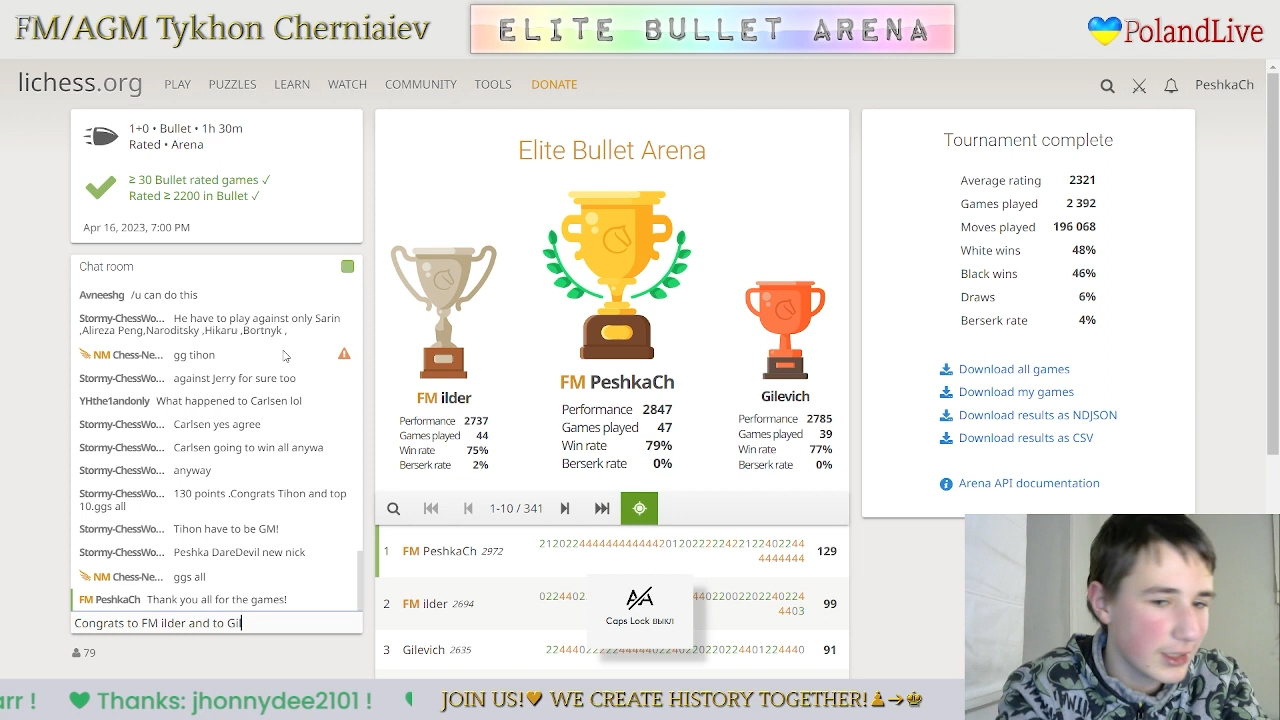 FM/AGM Tykhon Cherniaiev
ELITE BULLET ARENA
PolandLive
lichess.org
PLAY PUZZLES LEARN WATCH COMMUNITY TOOLS DONATE
PeshkaCh
1+0 • Bullet • 1h 30m
Rated • Arena
≥ 30 Bullet rated games ✓
Rated ≥ 2200 in Bullet ✓
Apr 16, 2023, 7:00 PM
Chat room
Avneeshg /u can do this
Stormy-ChessWo... He have to play against only Sarin
,Alireza Peng,Naroditsky ,Hikaru ,Bortnyk ,
NM Chess-Ne... gg tihon
Stormy-ChessWo... against Jerry for sure too
YHthe1andonly What happened to Carlsen lol
Stormy-ChessWo... Carlsen yes agree
Stormy-ChessWo... Carlsen going to win all anywa
Stormy-ChessWo... anyway
Stormy-ChessWo... 130 points .Congrats Tihon and top
10.ggs all
Stormy-ChessWo... Tihon have to be GM!
Stormy-ChessWo... Peshka DareDevil new nick
NM Chess-Ne... ggs all
FM PeshkaCh Thank you all for the games!
Congrats to FM ilder and to Gil
79
Elite Bullet Arena
FM ilder
Performance 2737
Games played 44
Win rate 75%
Berserk rate 2%
FM PeshkaCh
Performance 2847
Games played 47
Win rate 79%
Berserk rate 0%
Gilevich
Performance 2785
Games played 39
Win rate 77%
Berserk rate 0%
1-10 / 341
1 FM PeshkaCh 2972 129
2 FM ilder 2694 99
4403
3 Gilevich 2635 91
Caps Lock выкл
Tournament complete
Average rating 2321
Games played 2 392
Moves played 196 068
White wins 48%
Black wins 46%
Draws 6%
Berserk rate 4%
Download all games
Download my games
Download results as NDJSON
Download results as CSV
Arena API documentation
arr !
Thanks: jhonnydee2101 !
JOIN US! WE CREATE HISTORY TOGETHER!